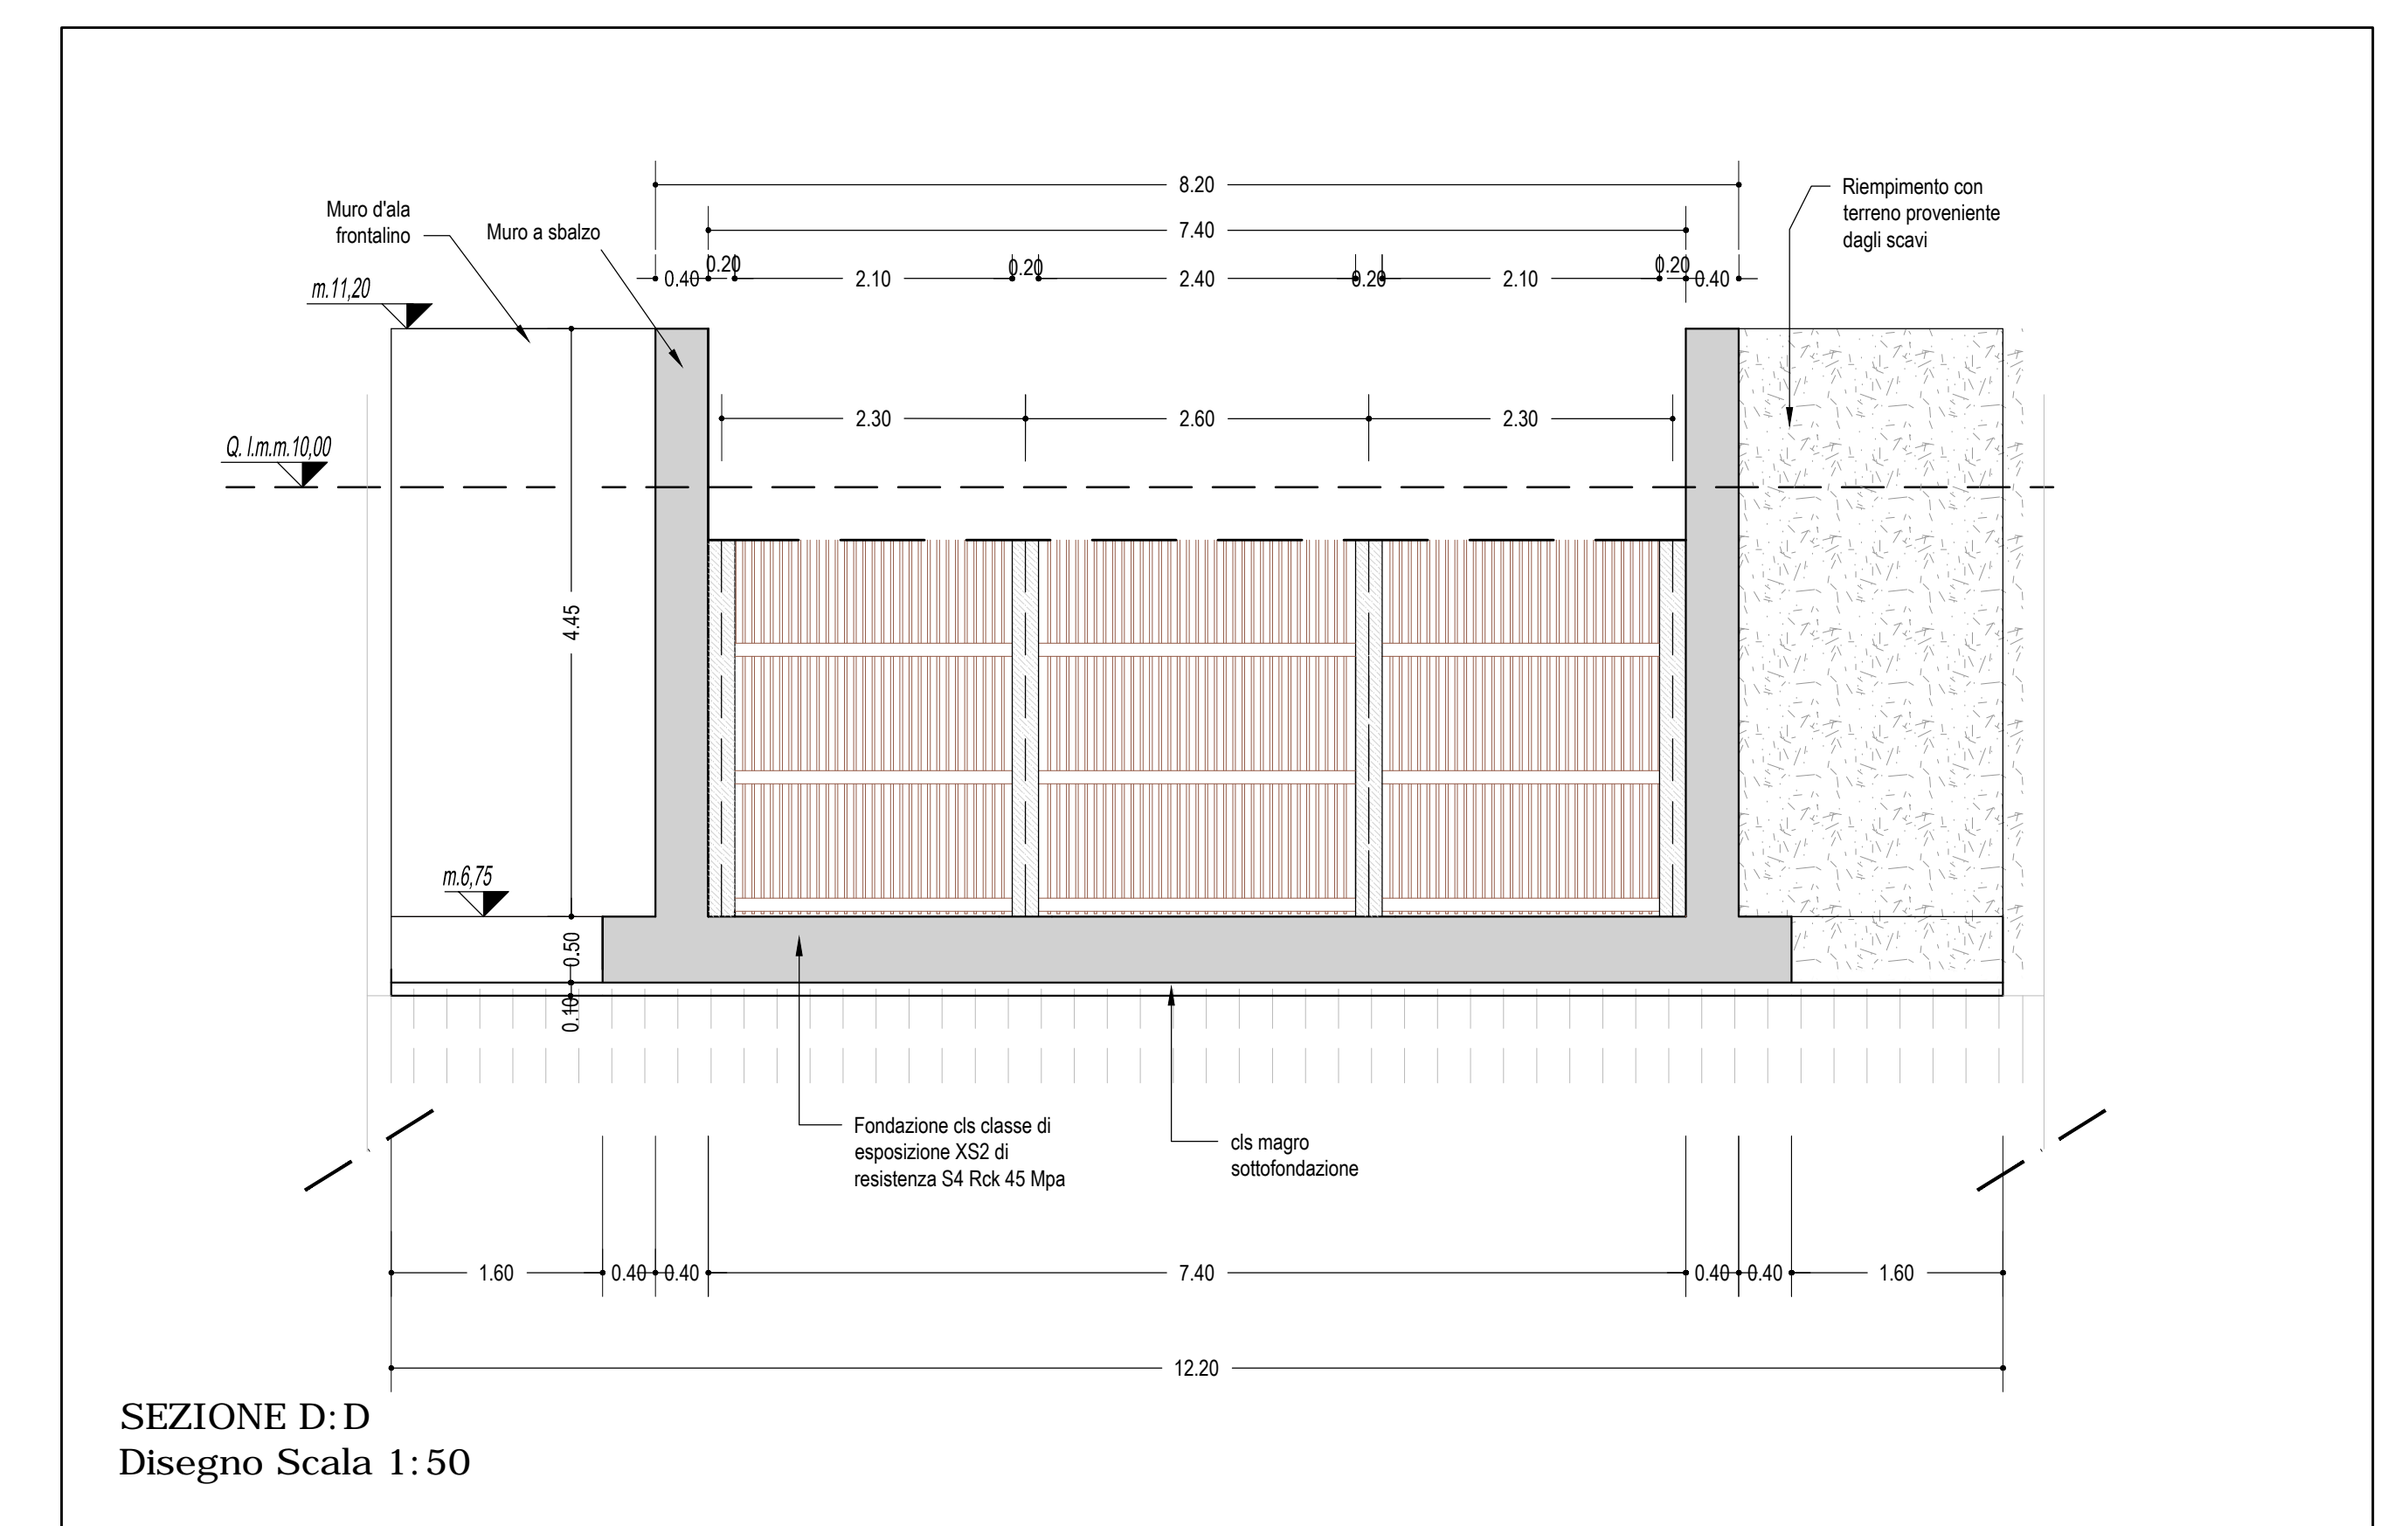 8.20
Riempimento con
terreno proveniente
dagli scavi
Muro d'ala
frontalino
Muro a sbalzo
7.40
0.40
0.20
2.10
0.20
2.40
0.20
2.10
0.20
0.40
m.11,20
2.30
2.60
2.30
Q. l.m.m.10,00
4.45
m.6,75
0.50
0.10
Fondazione cls classe di
esposizione XS2 di
resistenza S4 Rck 45 Mpa
cls magro
sottofondazione
1.60
0.40
0.40
7.40
0.40
0.40
1.60
12.20
SEZIONE D:D
Disegno Scala 1:50